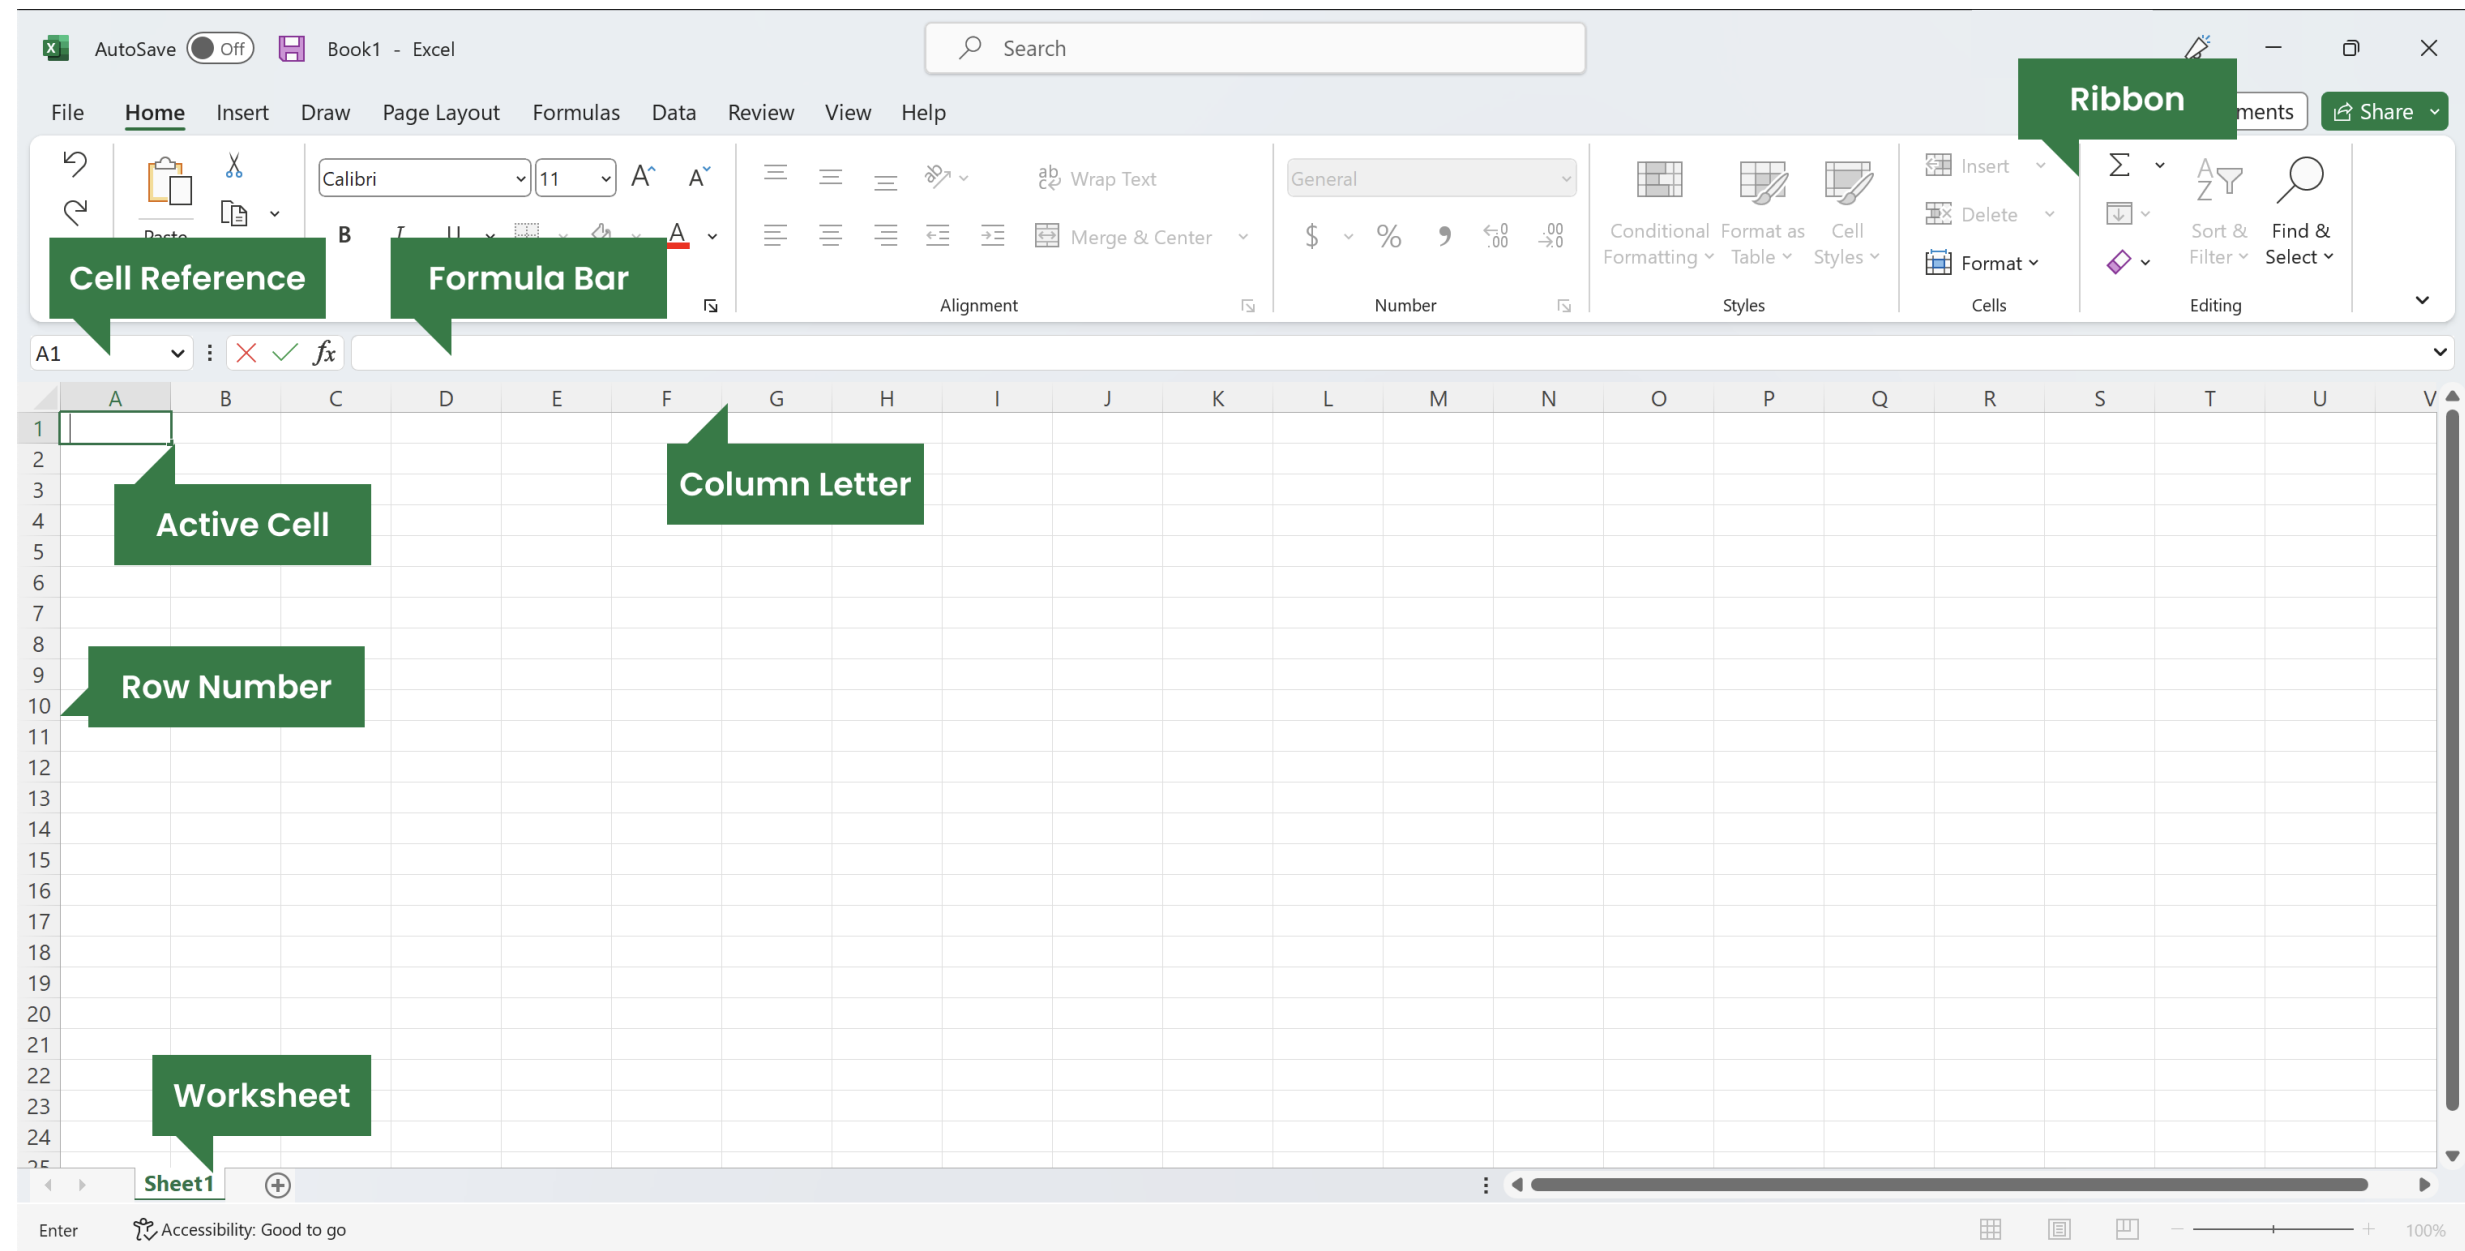 AutoSave Off Book1 - Excel
Search
File Home Insert Draw Page Layout Formulas Data Review View Help
Ribbon
Share
Calibri 11
Wrap Text
General
Insert
Delete
Format
Merge & Center
$ % 9
Conditional Formatting
Format as Table
Cell Styles
Sort & Filter
Find & Select
Cell Reference
Formula Bar
Alignment Number Styles Cells Editing
A1 fx
A B C D E F G H I J K L M N O P Q R S T U V
1
2
3
4
5
6
7
8
9
10
11
12
13
14
15
16
17
18
19
20
21
22
23
24
Column Letter
Active Cell
Row Number
Worksheet
Sheet1
Enter Accessibility: Good to go
100%